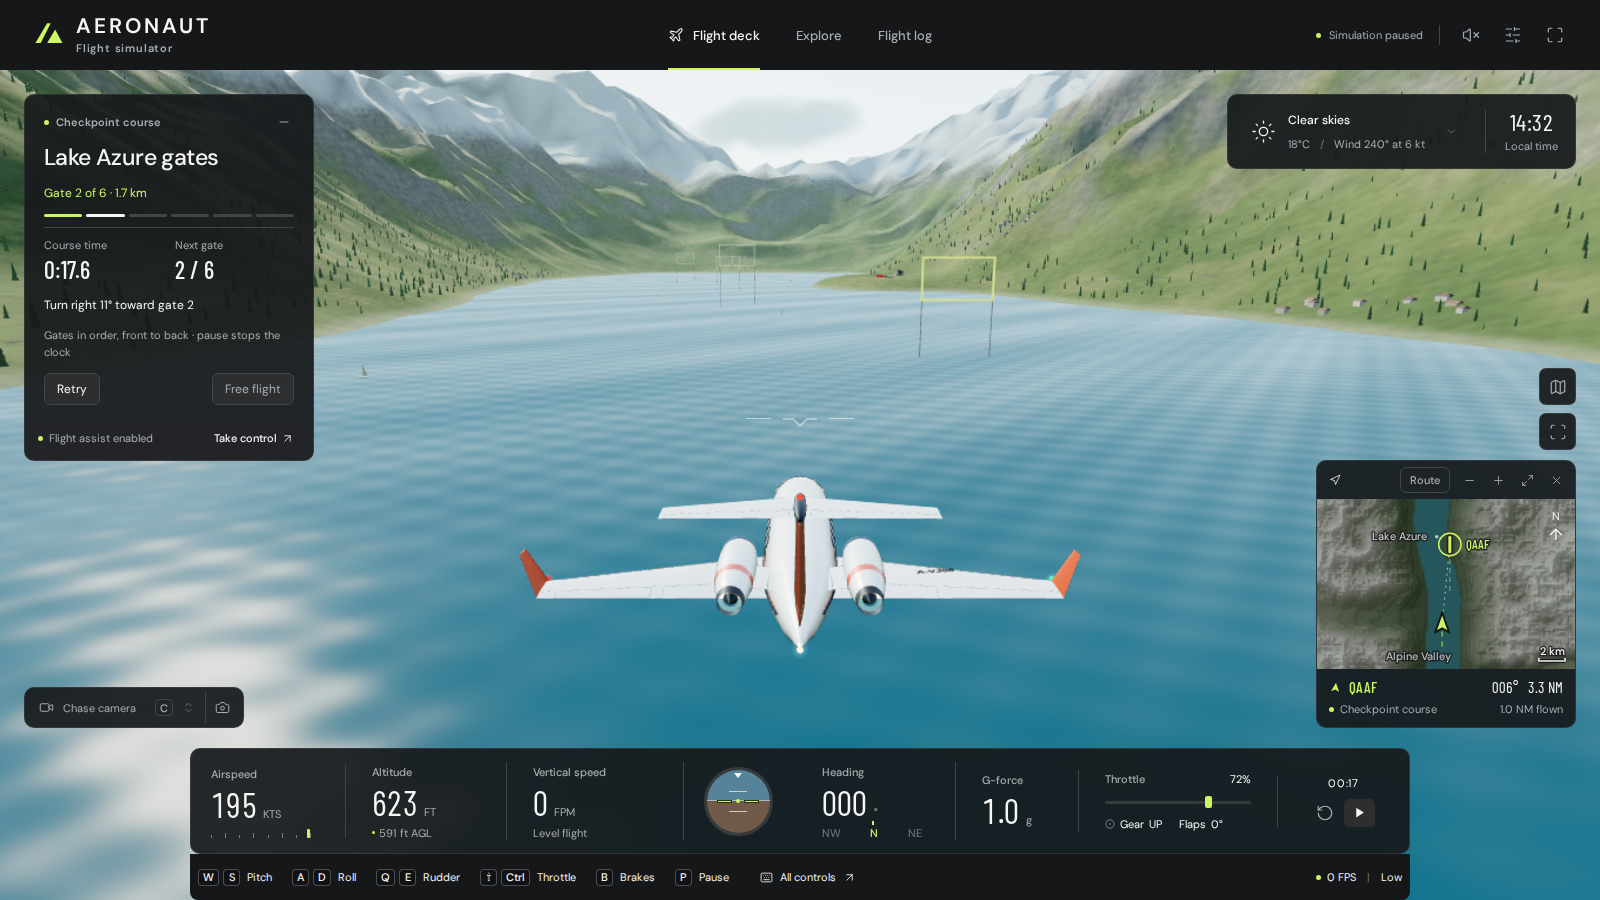 AERONAUT
Flight simulator
Flight deck
Explore
Flight log
Simulation paused
Checkpoint course
Lake Azure gates
Gate 2 of 6 · 1.7 km
Course time
Next gate
0:17.6
2 / 6
Turn right 11° toward gate 2
Gates in order, front to back · pause stops the
clock
Retry
Free flight
Flight assist enabled
Take control
Clear skies
18°C / Wind 240° at 6 kt
14:32
Local time
Route
N
Lake Azure
QAAF
Alpine Valley
2 km
QAAF
006° 3.3 NM
Checkpoint course
1.0 NM flown
Chase camera
C
Airspeed
195 KTS
Altitude
623 FT
591 ft AGL
Vertical speed
0 FPM
Level flight
Heading
000°
NW N NE
G-force
1.0 g
Throttle
72%
Gear UP
Flaps 0°
00:17
W S Pitch
A D Roll
Q E Rudder
⇧ Ctrl Throttle
B Brakes
P Pause
All controls
0 FPS | Low